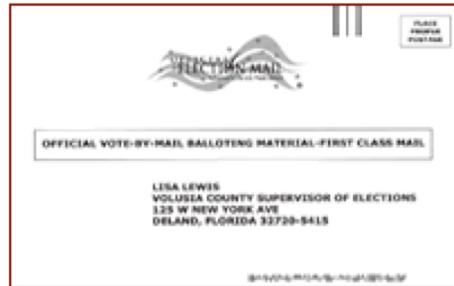 PLACE
PROPER
POSTAGE
ELECTION MAIL
OFFICIAL VOTE-BY-MAIL BALLOTING MATERIAL-FIRST CLASS MAIL
LISA LEWIS
VOLUSIA COUNTY SUPERVISOR OF ELECTIONS
125 W NEW YORK AVE
DELAND, FLORIDA 32720-5415